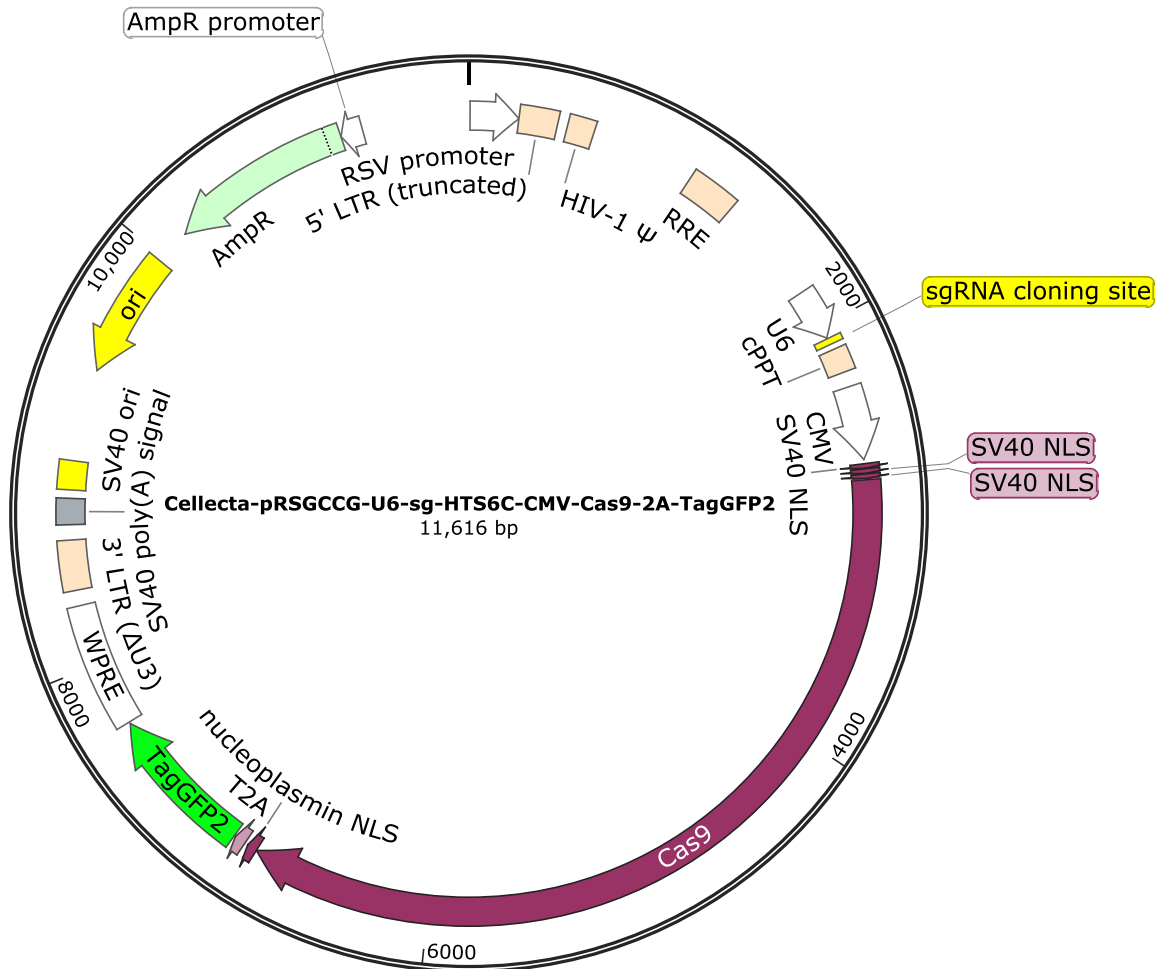 AmpR promoter
RSV promoter
5' LTR (truncated)
HIV-1 ψ
RRE
2000
sgRNA cloning site
U6
cPPT
CMV
SV40 NLS
SV40 NLS
SV40 NLS
AmpR
10,000
ori
SV40 ori
SV40 poly(A) signal
3' LTR (ΔU3)
WPRE
8000
Cellecta-pRSGCCG-U6-sg-HTS6C-CMV-Cas9-2A-TagGFP2
11,616 bp
4000
nucleoplasmin NLS
T2A
TagGFP2
Cas9
6000